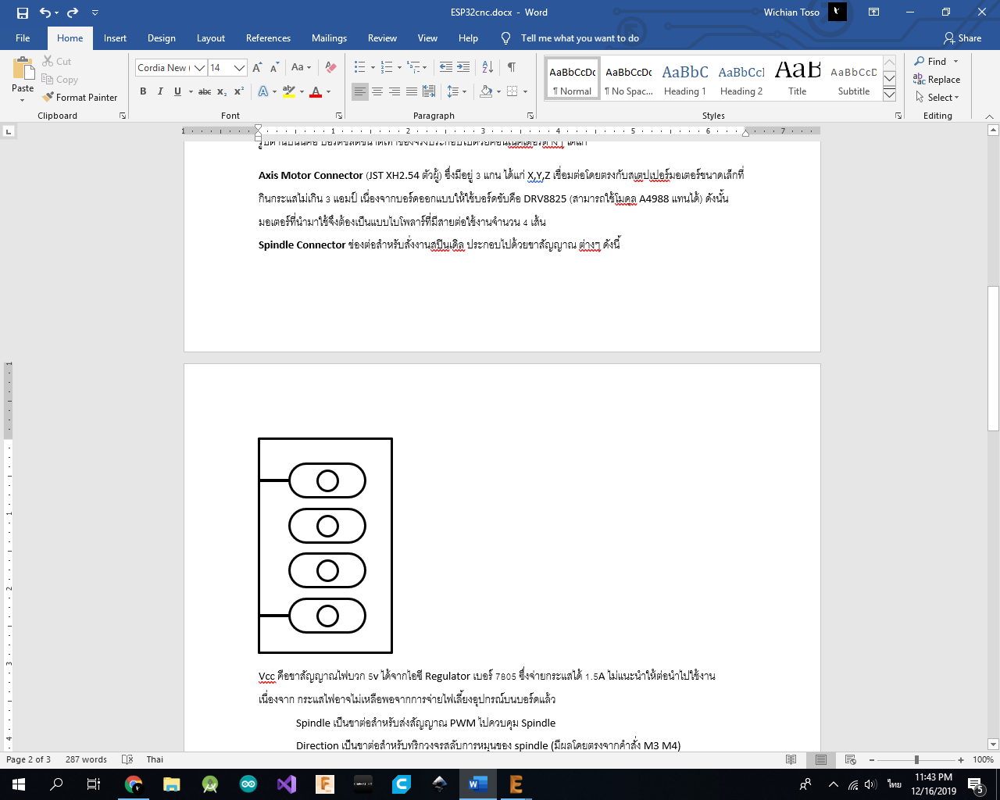 ESP32cnc.docx - Word
Wichian Toso
File Home Insert Design Layout References Mailings Review View Help Tell me what you want to do Share
Paste
Cut
Copy
Format Painter
Clipboard
Cordia New 14
Font
Paragraph
AaBbCcDc AaBbCcDc AaBbC AaBbCcI AaB AaBbCcD
¶ Normal ¶ No Spac... Heading 1 Heading 2 Title Subtitle
Styles
Find
Replace
Select
Editing
1 1 2 3 4 5 6 7
Axis Motor Connector (JST XH2.54 ตัวผู้) ซึ่งมีอยู่ 3 แกน ได้แก่ X,Y,Z เชื่อมต่อโดยตรงกับสเตปเปอร์มอเตอร์ขนาดเล็กที่
กินกระแสไม่เกิน 3 แอมป์ เนื่องจากบอร์ดออกแบบให้ใช้บอร์ดขับคือ DRV8825 (สามารถใช้โมดูล A4988 แทนได้) ดังนั้น
มอเตอร์ที่นำมาใช้จึงต้องเป็นแบบไบโพลาร์ที่มีสายต่อใช้งานจำนวน 4 เส้น
Spindle Connector ช่องต่อสำหรับสั่งงานสปินเดิล ประกอบไปด้วยขาสัญญาณ ต่างๆ ดังนี้
Vcc คือขาสัญญาณไฟบวก 5v ได้จากไอซี Regulator เบอร์ 7805 ซึ่งจ่ายกระแสได้ 1.5A ไม่แนะนำให้ต่อนำไปใช้งาน
เนื่องจาก กระแสไฟอาจไม่เหลือพอจากการจ่ายไฟเลี้ยงอุปกรณ์บนบอร์ดแล้ว
Spindle เป็นขาต่อสำหรับส่งสัญญาณ PWM ไปควบคุม Spindle
Direction เป็นขาต่อสำหรับทริกวงจรสลับการหมุนของ spindle (มีผลโดยตรงจากคำสั่ง M3 M4)
Page 2 of 3 287 words Thai 100%
ไทย
11:43 PM
12/16/2019
5